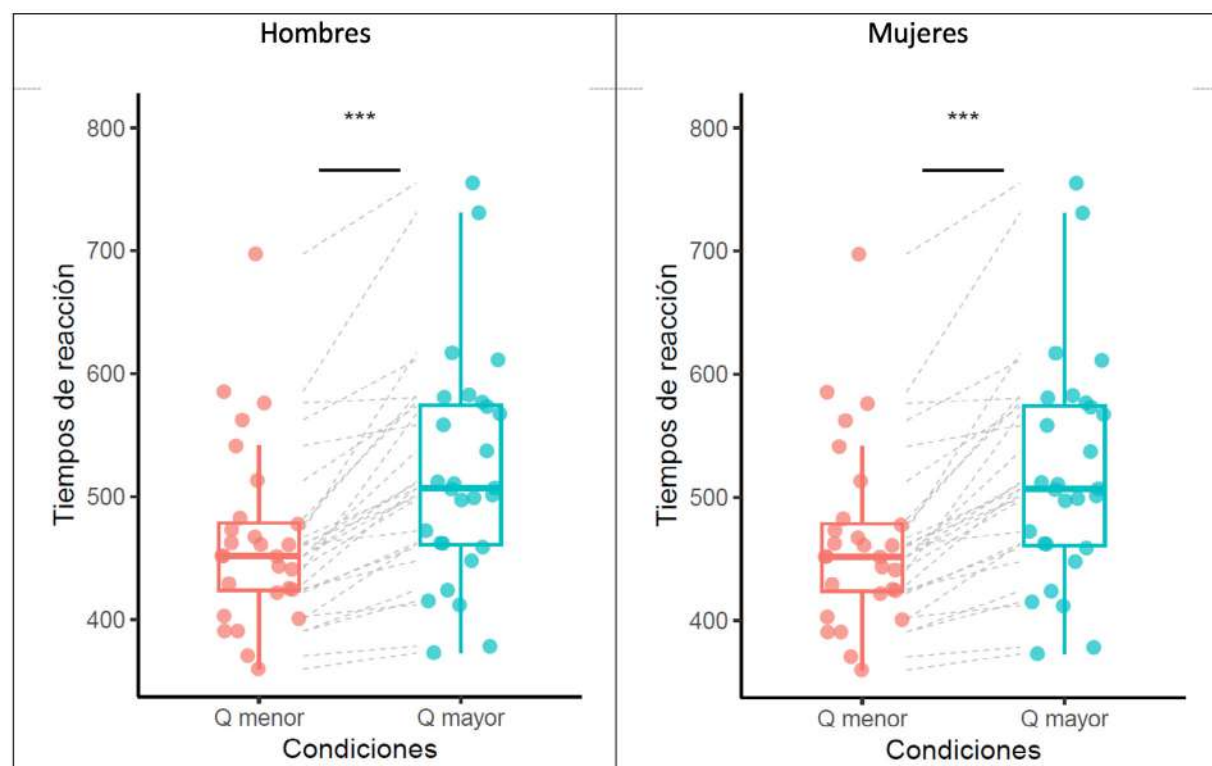 Hombres
***
800
700
600
500
400
Tiempos de reacción
Q menor Q mayor
Condiciones
Mujeres
***
800
700
600
500
400
Tiempos de reacción
Q menor Q mayor
Condiciones